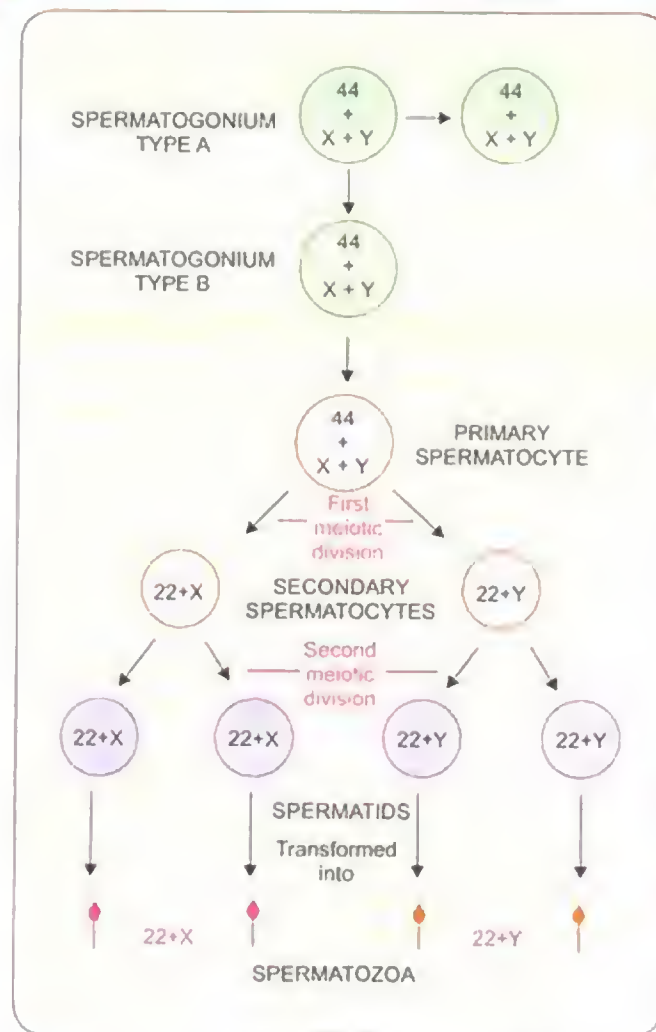 SPERMATOGONIUM
TYPE A
44
+
X + Y
44
+
X + Y
SPERMATOGONIUM
TYPE B
44
+
X + Y
44
+
X + Y
PRIMARY
SPERMATOCYTE
First
meiotic
division
22+X
SECONDARY
SPERMATOCYTES
22+Y
Second
meiotic
division
22+X
22+X
22+Y
22+Y
SPERMATIDS
Transformed
into
22+X
22+Y
SPERMATOZOA